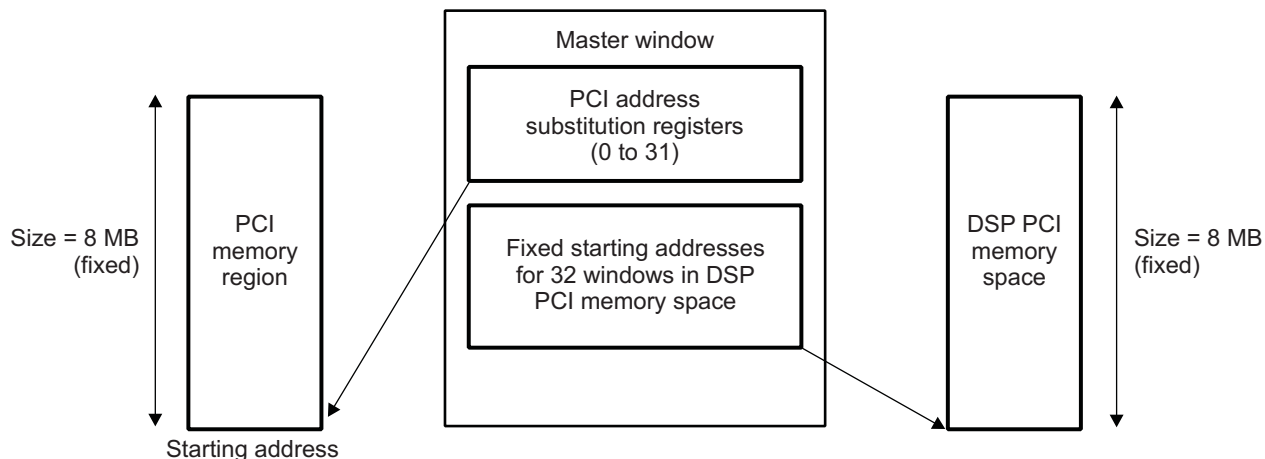 Master window
PCI address
substitution registers
(0 to 31)
Size = 8 MB
(fixed)
PCI
memory
region
Fixed starting addresses
for 32 windows in DSP
PCI memory space
DSP PCI
memory
space
Size = 8 MB
(fixed)
Starting address